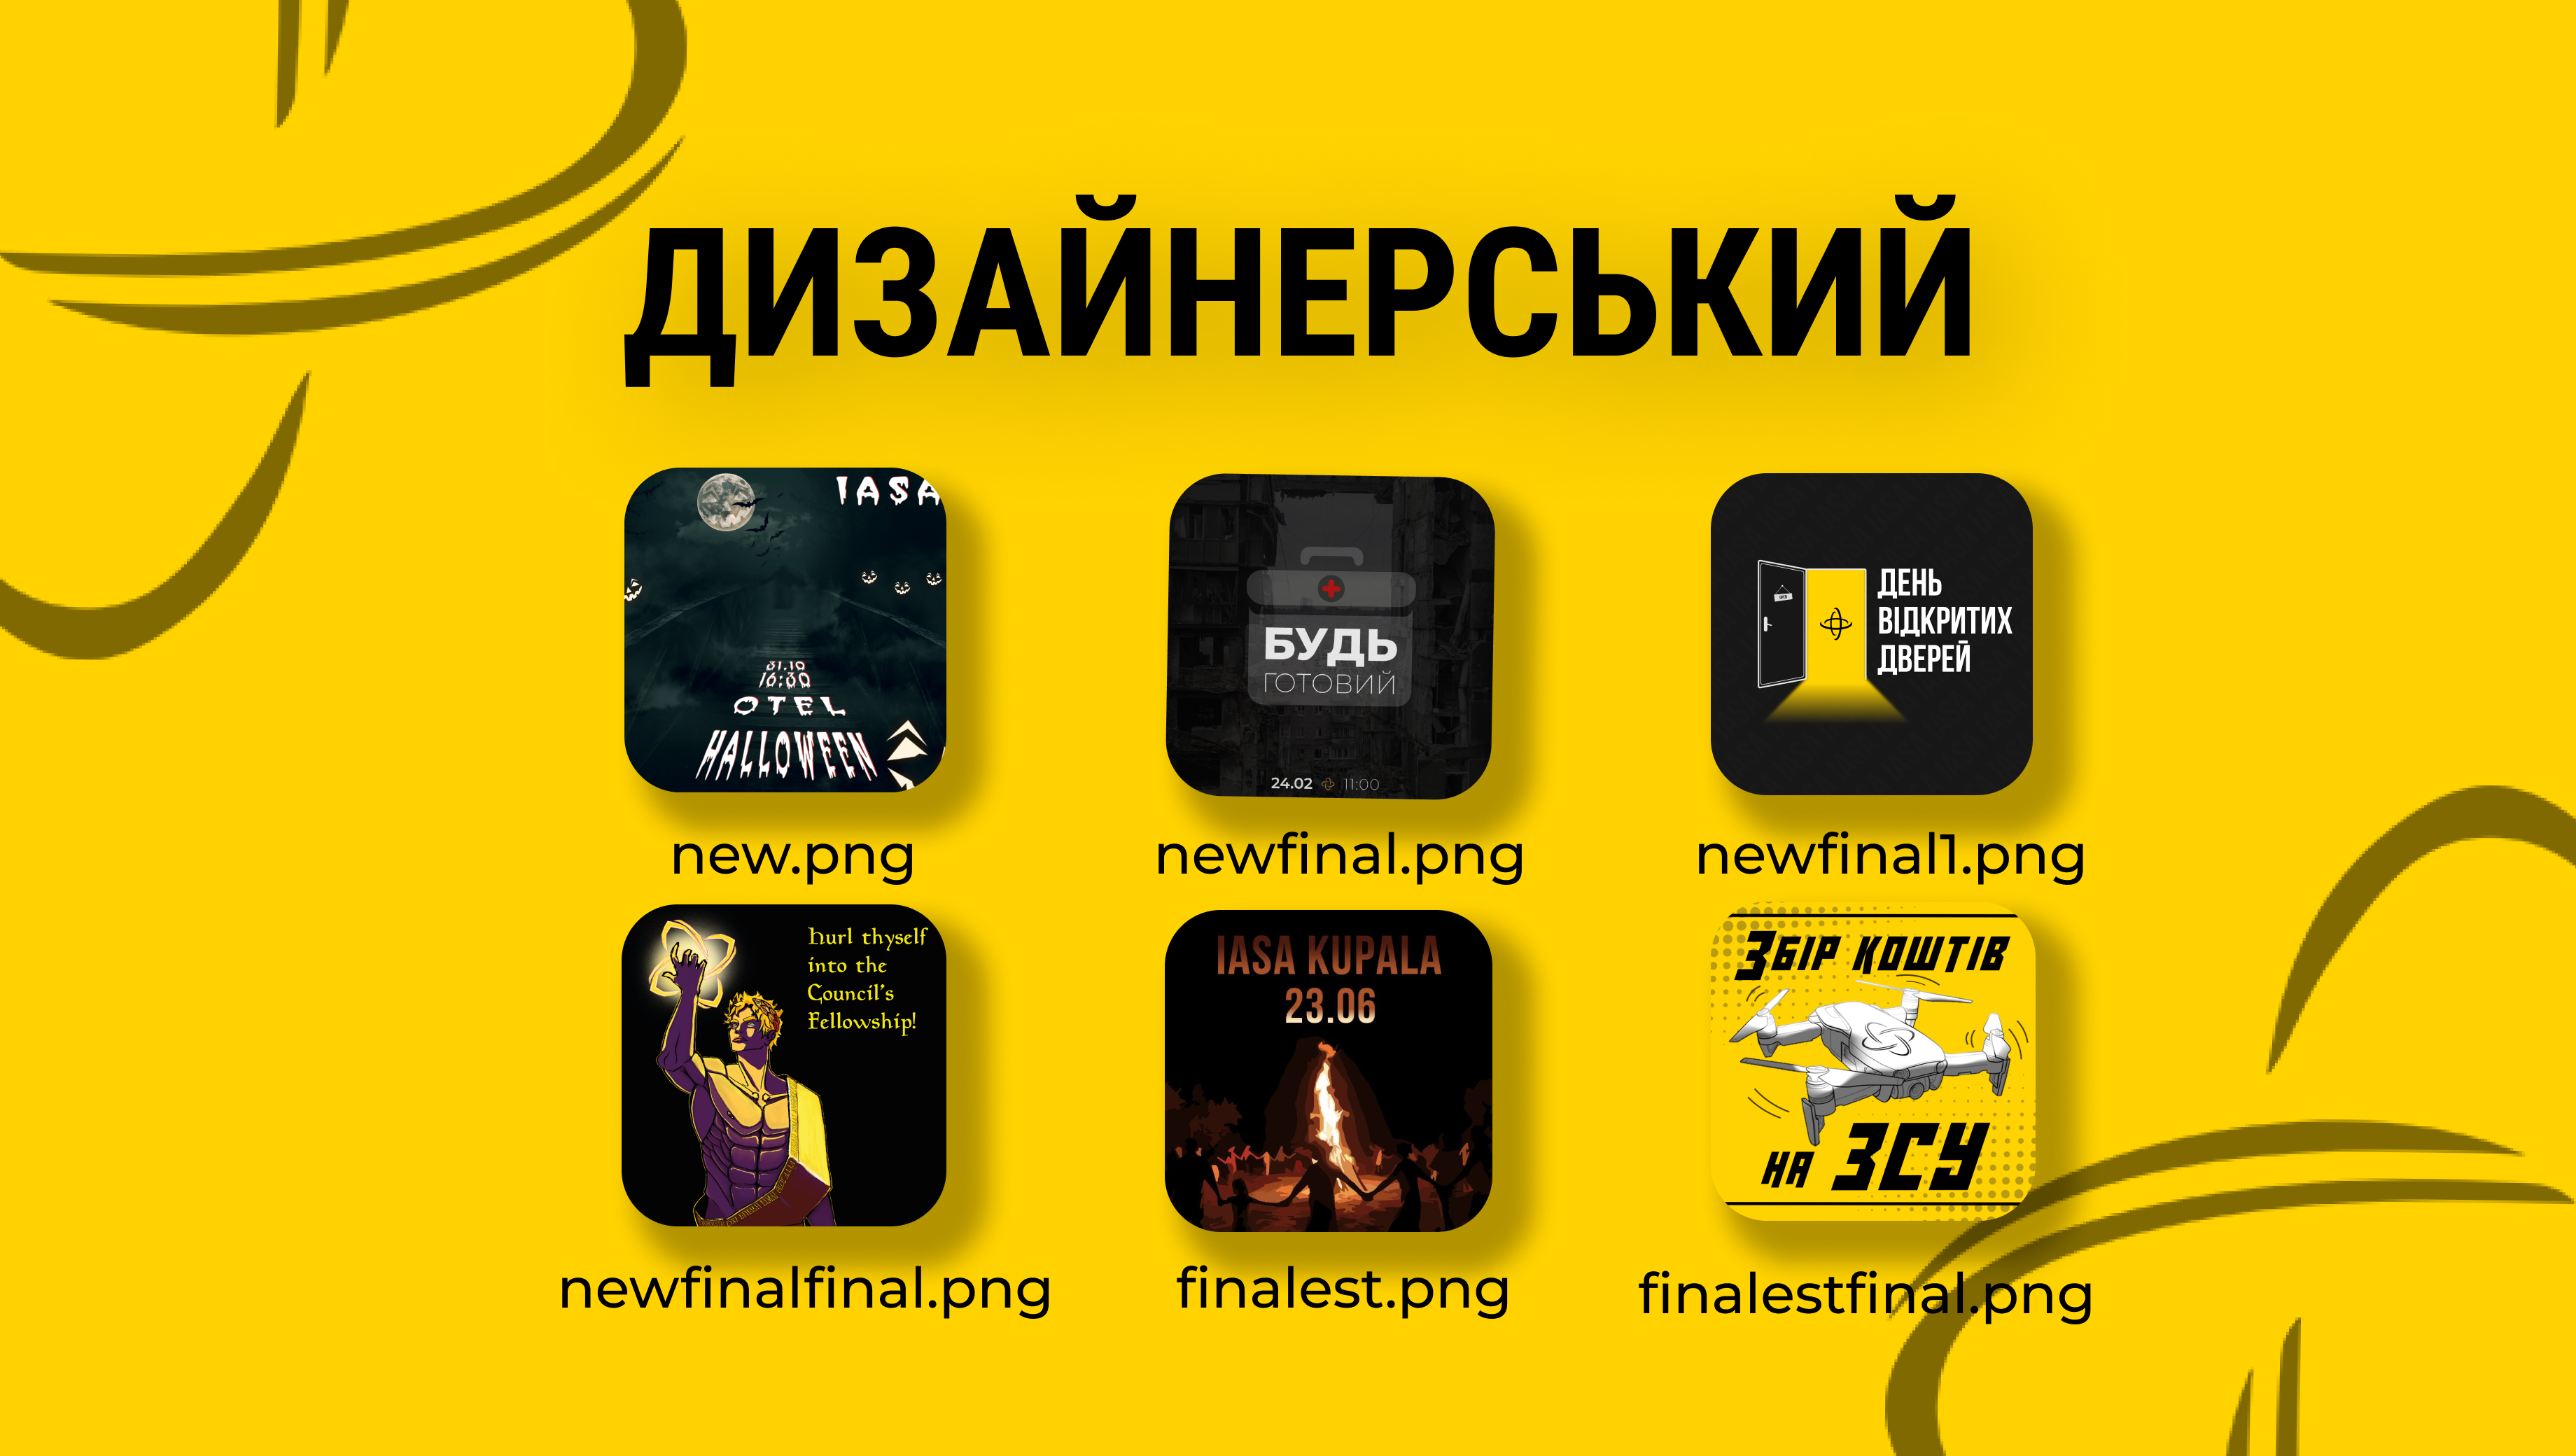 ДИЗАЙНЕРСЬКИЙ
IASA
31.10
16:30
OTEL
HALLOWEEN
new.png
БУДЬ
ГОТОВИЙ
24.02 11:00
newfinal.png
OPEN
ДЕНЬ
ВІДКРИТИХ
ДВЕРЕЙ
newfinal1.png
hurl thyself
into the
Council's
Fellowship!
newfinalfinal.png
IASA KUPALA
23.06
finalest.png
ЗБІР КОШТІВ
НА ЗСУ
finalestfinal.png